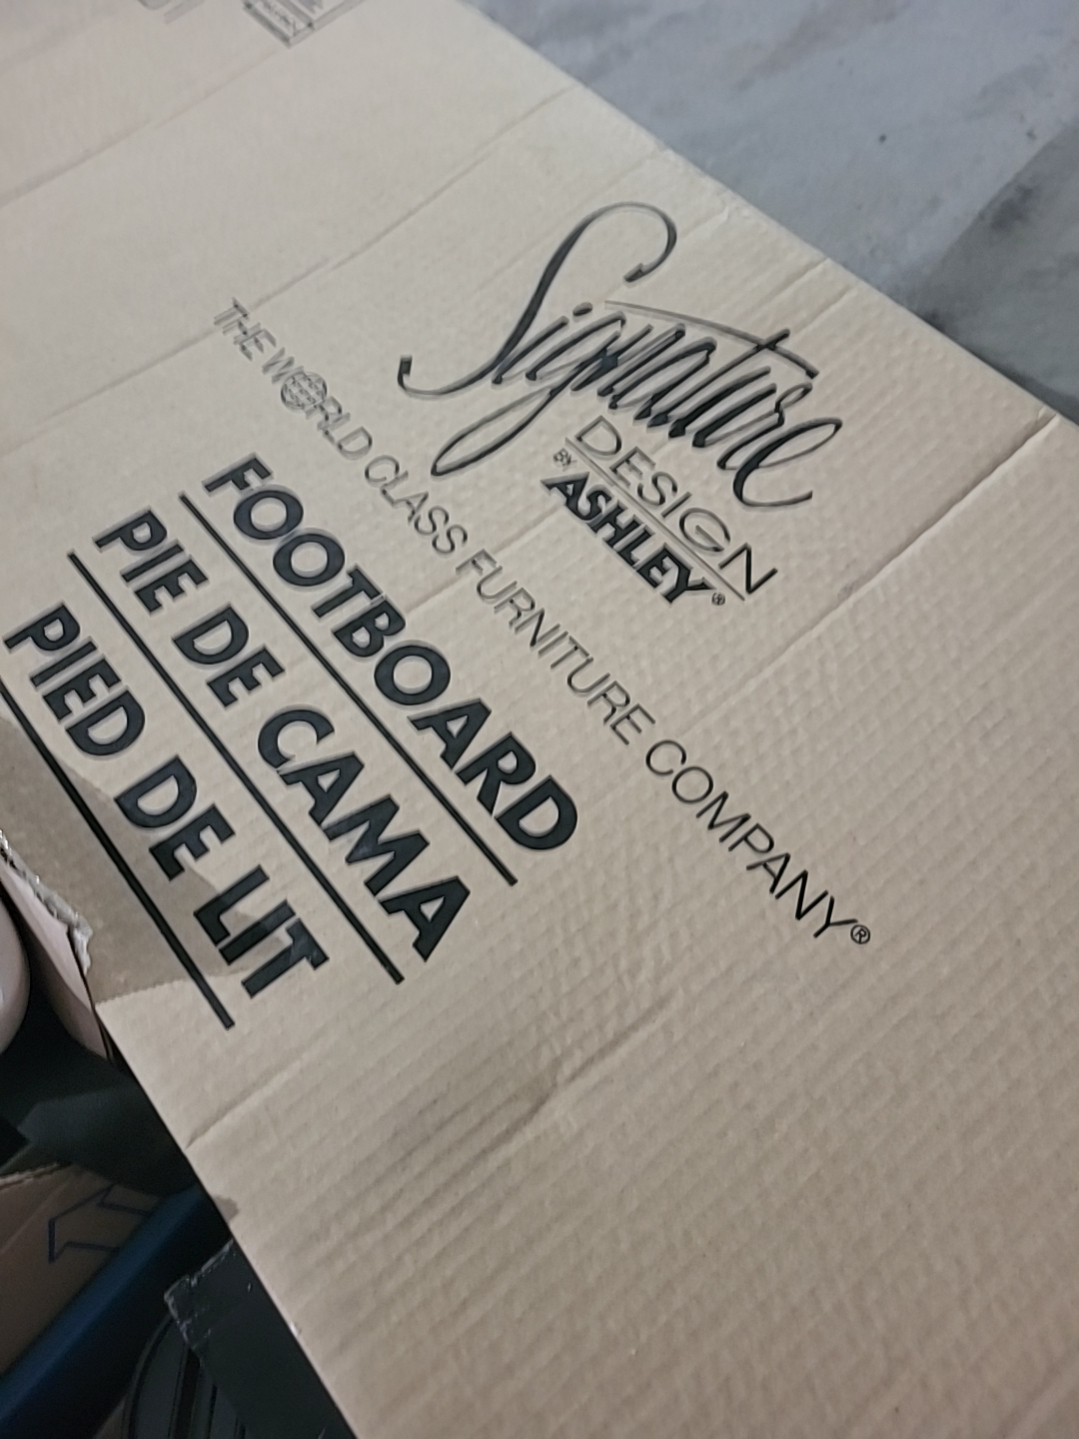 Signature
DESIGN
BY ASHLEY®
THE WORLD CLASS FURNITURE COMPANY®
FOOTBOARD
PIE DE CAMA
PIED DE LIT